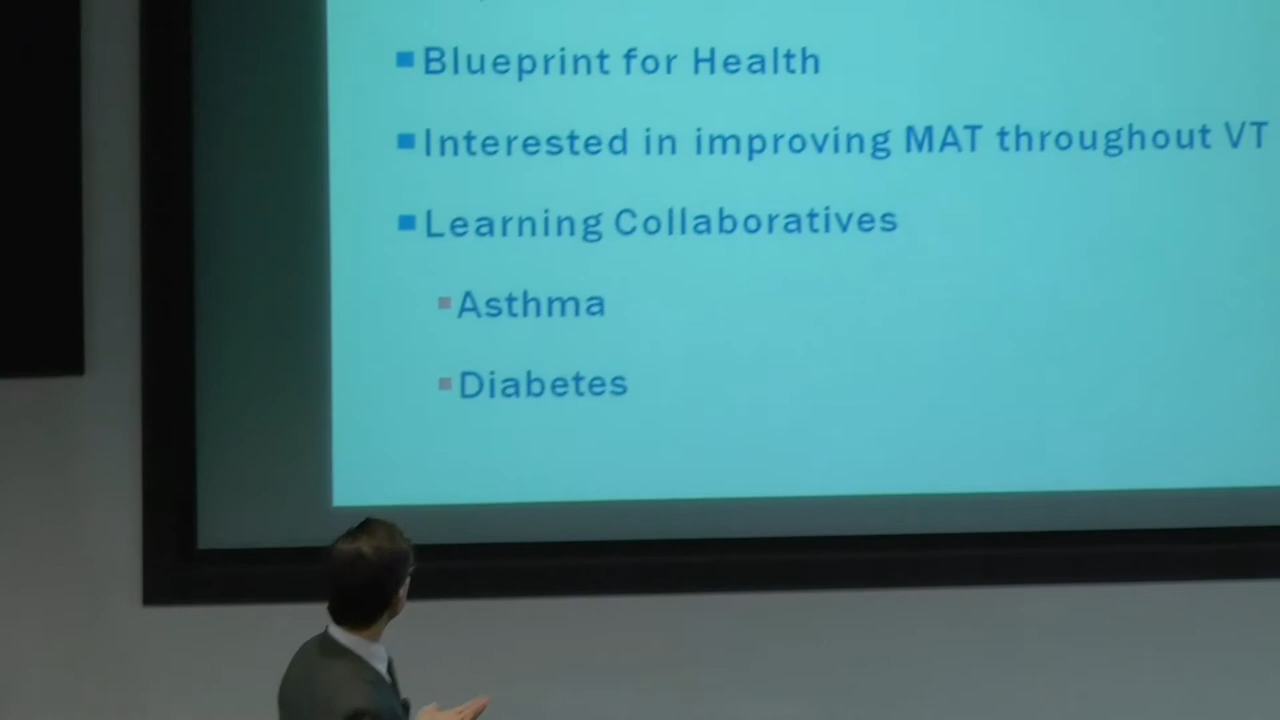 Blueprint for Health
Interested in improving MAT throughout VT
Learning Collaboratives
Asthma
Diabetes